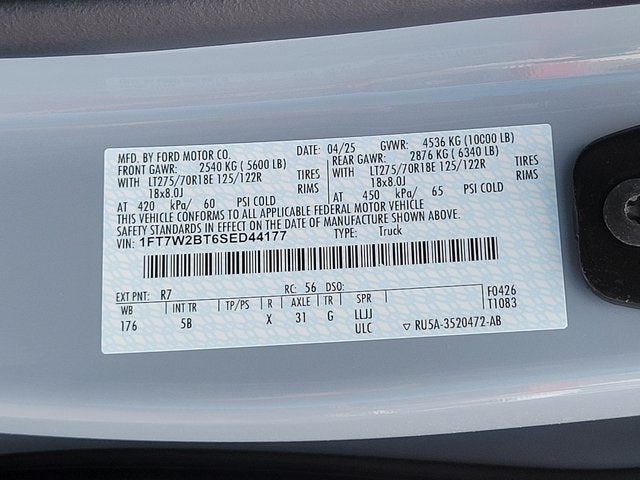 MFD. BY FORD MOTOR CO. DATE: 04/25 GVWR: 4536 KG (10000 LB)
FRONT GAWR: 2540 KG (5600 LB) REAR GAWR: 2876 KG (6340 LB)
WITH LT275/70R18E 125/122R TIRES WITH LT275/70R18E 125/122R TIRES
18x8.0J RIMS 18x8.0J RIMS
AT 420 kPa/ 60 PSI COLD AT 450 kPa/ 65 PSI COLD
THIS VEHICLE CONFORMS TO ALL APPLICABLE FEDERAL MOTOR VEHICLE
SAFETY STANDARDS IN EFFECT ON THE DATE OF MANUFACTURE SHOWN ABOVE.
VIN: 1FT7W2BT6SED44177 TYPE: Truck
EXT PNT: R7 RC: 56 DSO:
WB INT TR TP/PS R AXLE TR SPR F0426
176 5B X 31 G LLJJ T1083
ULC ▽ RU5A-3520472-AB